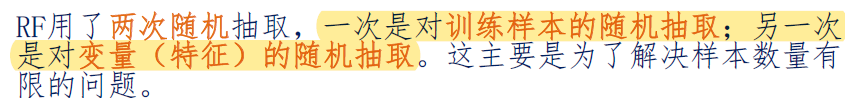 RF用了两次随机抽取，一次是对训练样本的随机抽取；另一次
是对变量（特征）的随机抽取。这主要是为了解决样本数量有
限的问题。